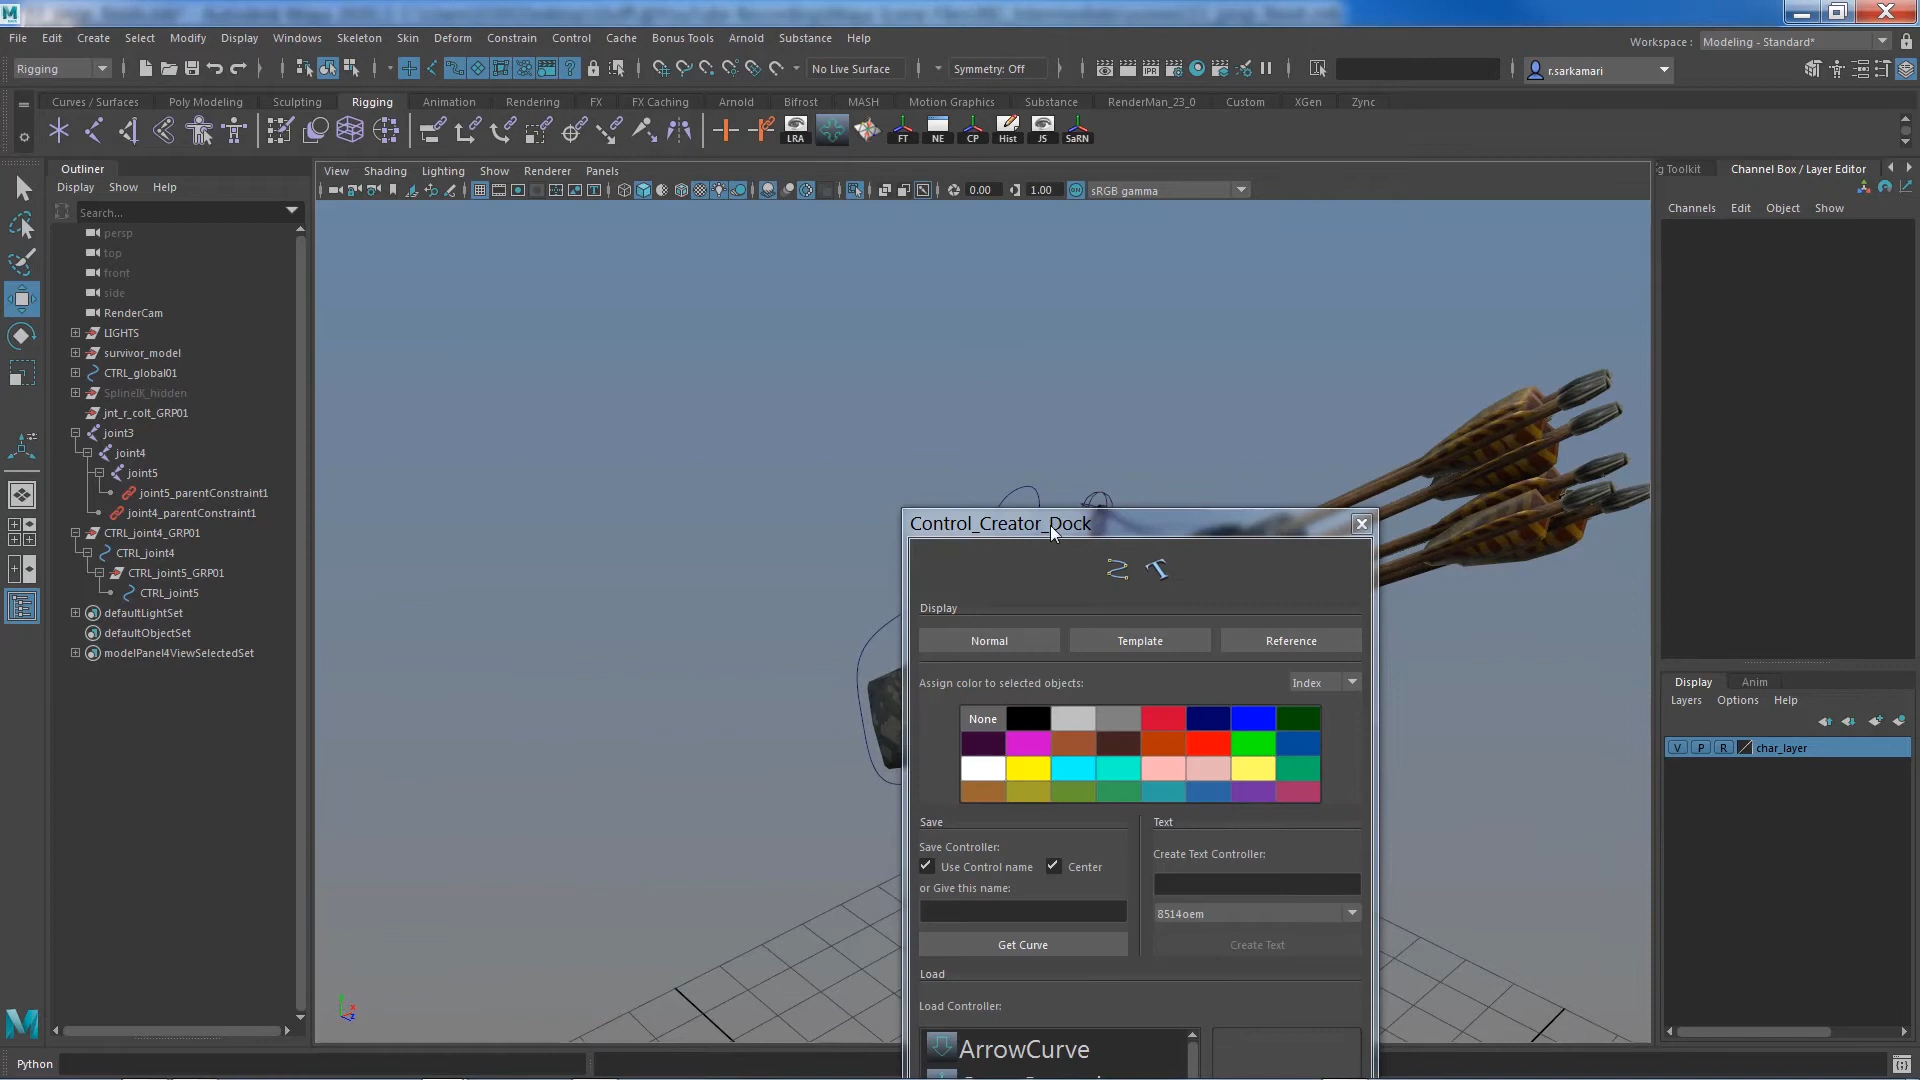 File Edit Create Select Modify Display Windows Skeleton Skin Deform Constrain Control Cache Bonus Tools Arnold Substance Help
Workspace : Modeling - Standard*
Rigging
No Live Surface
Symmetry: Off
r.sarkamari
Curves / Surfaces Poly Modeling Sculpting Rigging Animation Rendering FX FX Caching Arnold Bifrost MASH Motion Graphics Substance RenderMan_23_0 Custom XGen Zync
IPR
LRA FT NE CP Hist JS SaRN
Outliner
Display Show Help
Search...
View Shading Lighting Show Renderer Panels
0.00 1.00 sRGB gamma
persp
top
front
side
RenderCam
LIGHTS
survivor_model
CTRL_global01
SplineIK_hidden
jnt_r_colt_GRP01
joint3
joint4
joint5
joint5_parentConstraint1
joint4_parentConstraint1
CTRL_joint4_GRP01
CTRL_joint4
CTRL_joint5_GRP01
CTRL_joint5
defaultLightSet
defaultObjectSet
modelPanel4ViewSelectedSet
Control_Creator_Dock
Display
Normal Template Reference
Assign color to selected objects: Index
None
Save
Save Controller:
Use Control name Center
or Give this name:
Get Curve
Text
Create Text Controller:
8514oem
Create Text
Load
Load Controller:
ArrowCurve
g Toolkit Channel Box / Layer Editor
Channels Edit Object Show
Display Anim
Layers Options Help
V P R char_layer
Python